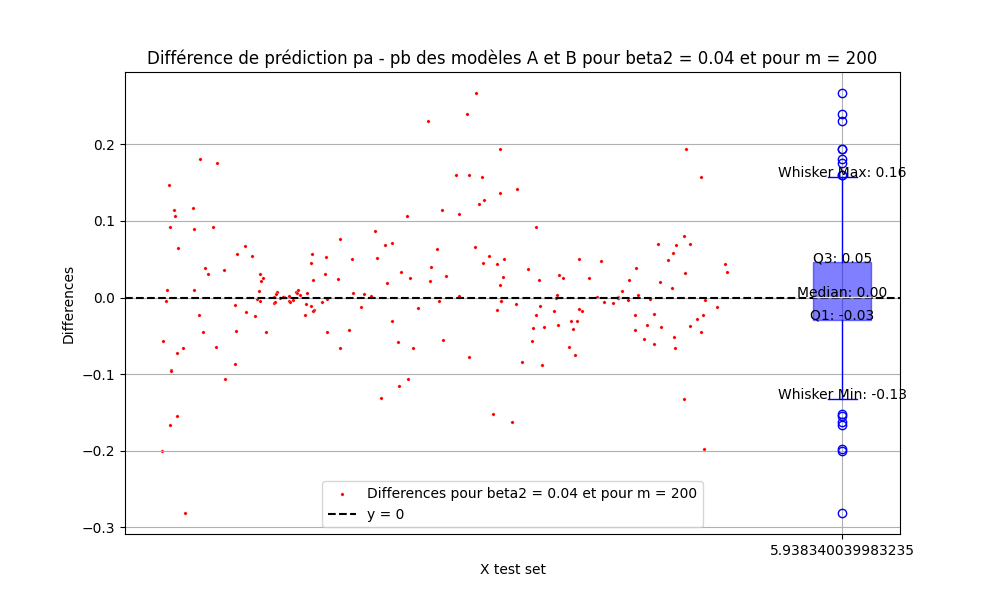 Différence de prédiction pa - pb des modèles A et B pour beta2 = 0.04 et pour m = 200
Differences
0.2
0.1
0.0
−0.1
−0.2
−0.3
Whisker Max: 0.16
Q3: 0.05
Median: 0.00
Q1: -0.03
Whisker Min: -0.13
Differences pour beta2 = 0.04 et pour m = 200
y = 0
5.938340039983235
X test set